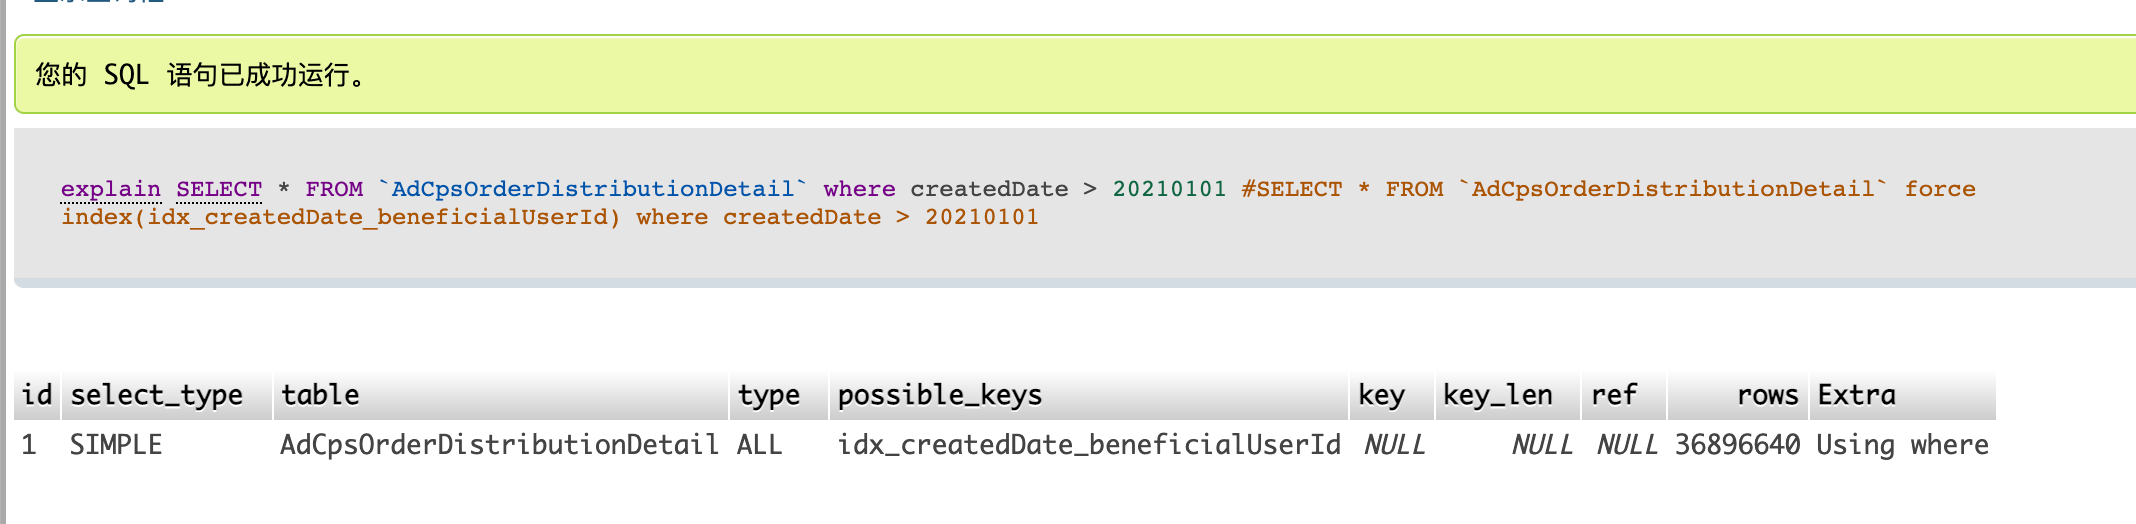 您的 SQL 语句已成功运行。
explain SELECT * FROM `AdCpsOrderDistributionDetail` where createdDate > 20210101 #SELECT * FROM `AdCpsOrderDistributionDetail` force
index(idx_createdDate_beneficialUserId) where createdDate > 20210101
id select_type table type possible_keys key key_len ref rows Extra
1 SIMPLE AdCpsOrderDistributionDetail ALL idx_createdDate_beneficialUserId NULL NULL NULL 36896640 Using where